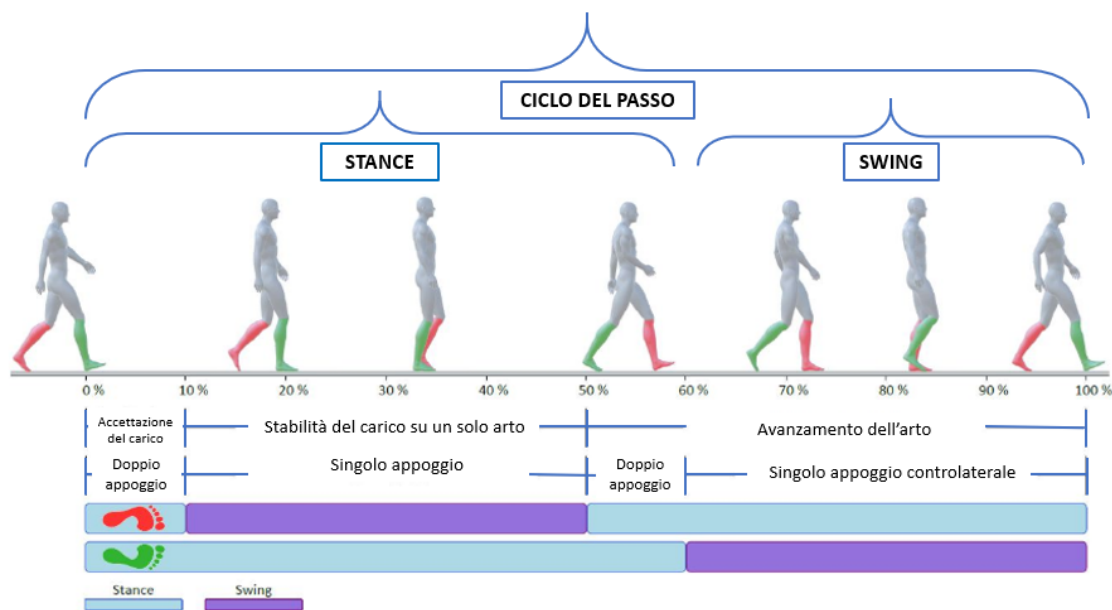 CICLO DEL PASSO
STANCE
SWING
0 %
10 %
20 %
30 %
40 %
50 %
60 %
70 %
80 %
90 %
100 %
Accettazione
del carico
Stabilità del carico su un solo arto
Avanzamento dell'arto
Doppio
appoggio
Singolo appoggio
Doppio
appoggio
Singolo appoggio controlaterale
Stance
Swing